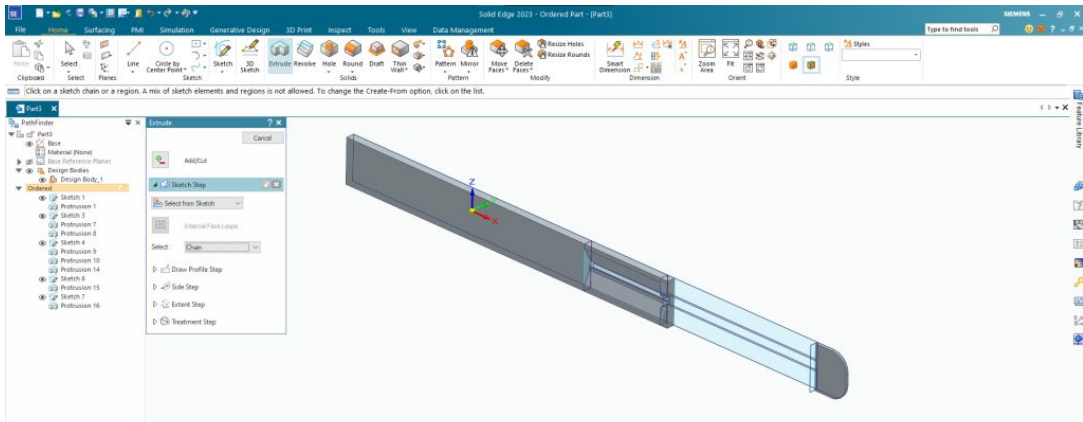 Solid Edge 2023 - Ordered Part - [Part3]
SIEMENS
File Home Surfacing PMI Simulation Generative Design 3D Print Inspect Tools View Data Management
Type to find tools
Paste
Select
Planes
Line
Circle by Center Point
Sketch
3D Sketch
Extrude
Revolve
Hole
Round
Draft
Thin Wall
Pattern
Mirror
Move Faces
Delete Faces
Resize Holes
Resize Rounds
Smart Dimension
Zoom Area
Fit
Styles
Clipboard
Select
Planes
Sketch
Solids
Pattern
Modify
Dimension
Orient
Style
Click on a sketch chain or a region. A mix of sketch elements and regions is not allowed. To change the Create-From option, click on the list.
Part3
Feature Library
PathFinder
Part3
Base
Material (None)
Base Reference Planes
Design Bodies
Design Body_1
Ordered
Sketch 1
Protrusion 1
Sketch 3
Protrusion 7
Protrusion 8
Sketch 4
Protrusion 9
Protrusion 10
Protrusion 14
Sketch 6
Protrusion 15
Sketch 7
Protrusion 16
Extrude
Cancel
Add/Cut
Sketch Step
Select from Sketch
Internal Face Loops
Select: Chain
Draw Profile Step
Side Step
Extent Step
Treatment Step
Z
X